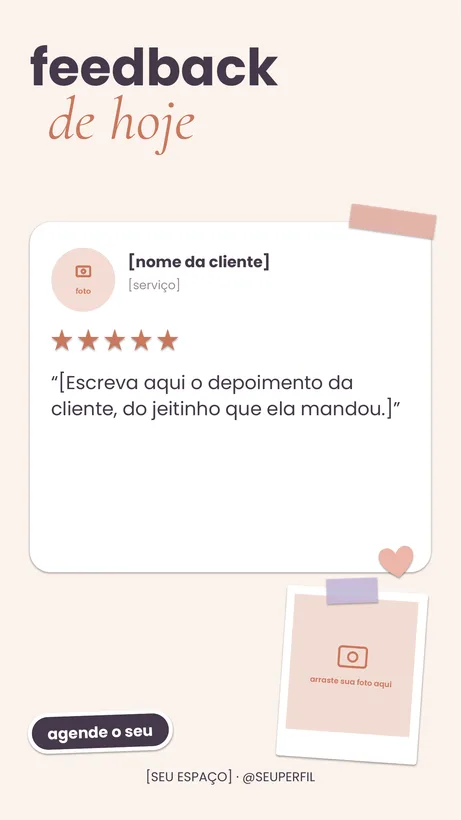 feedback
de hoje
[nome da cliente]
[serviço]
foto
“[Escreva aqui o depoimento da
cliente, do jeitinho que ela mandou.]”
arraste sua foto aqui
agende o seu
[SEU ESPAÇO] · @SEUPERFIL